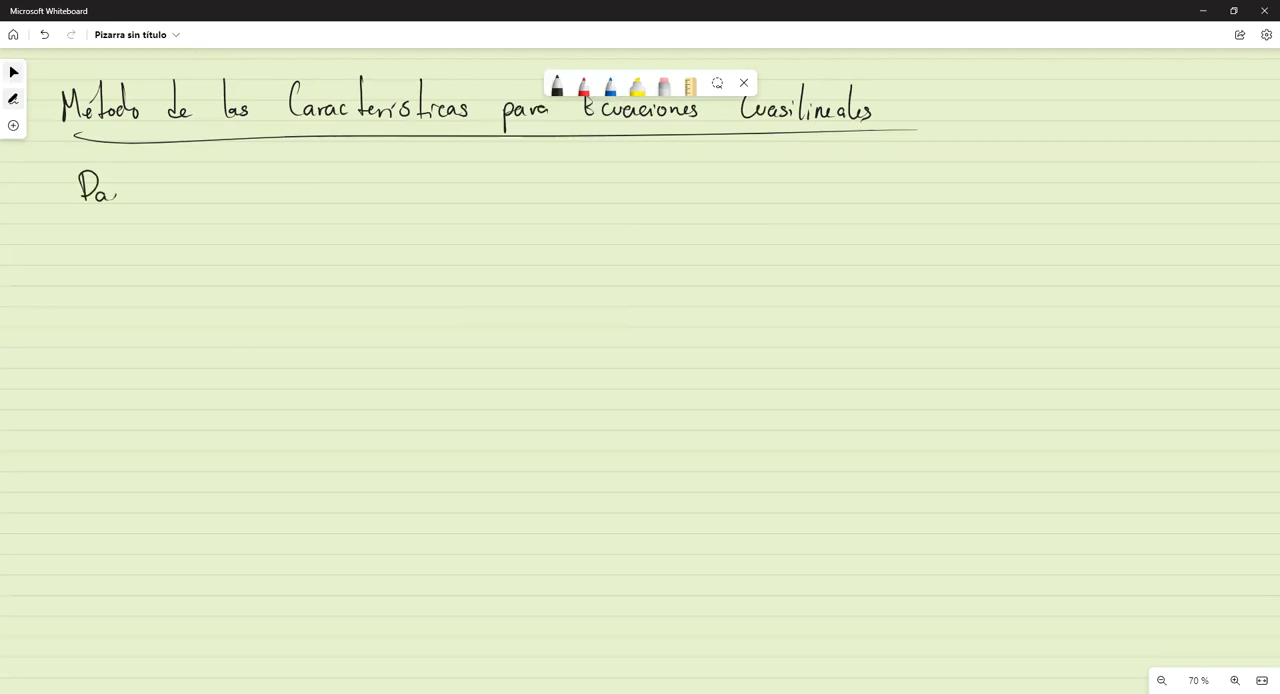 Microsoft Whiteboard
Pizarra sin título
Método de las Características para Ecuaciones Cuasilineales
Pa
70 %